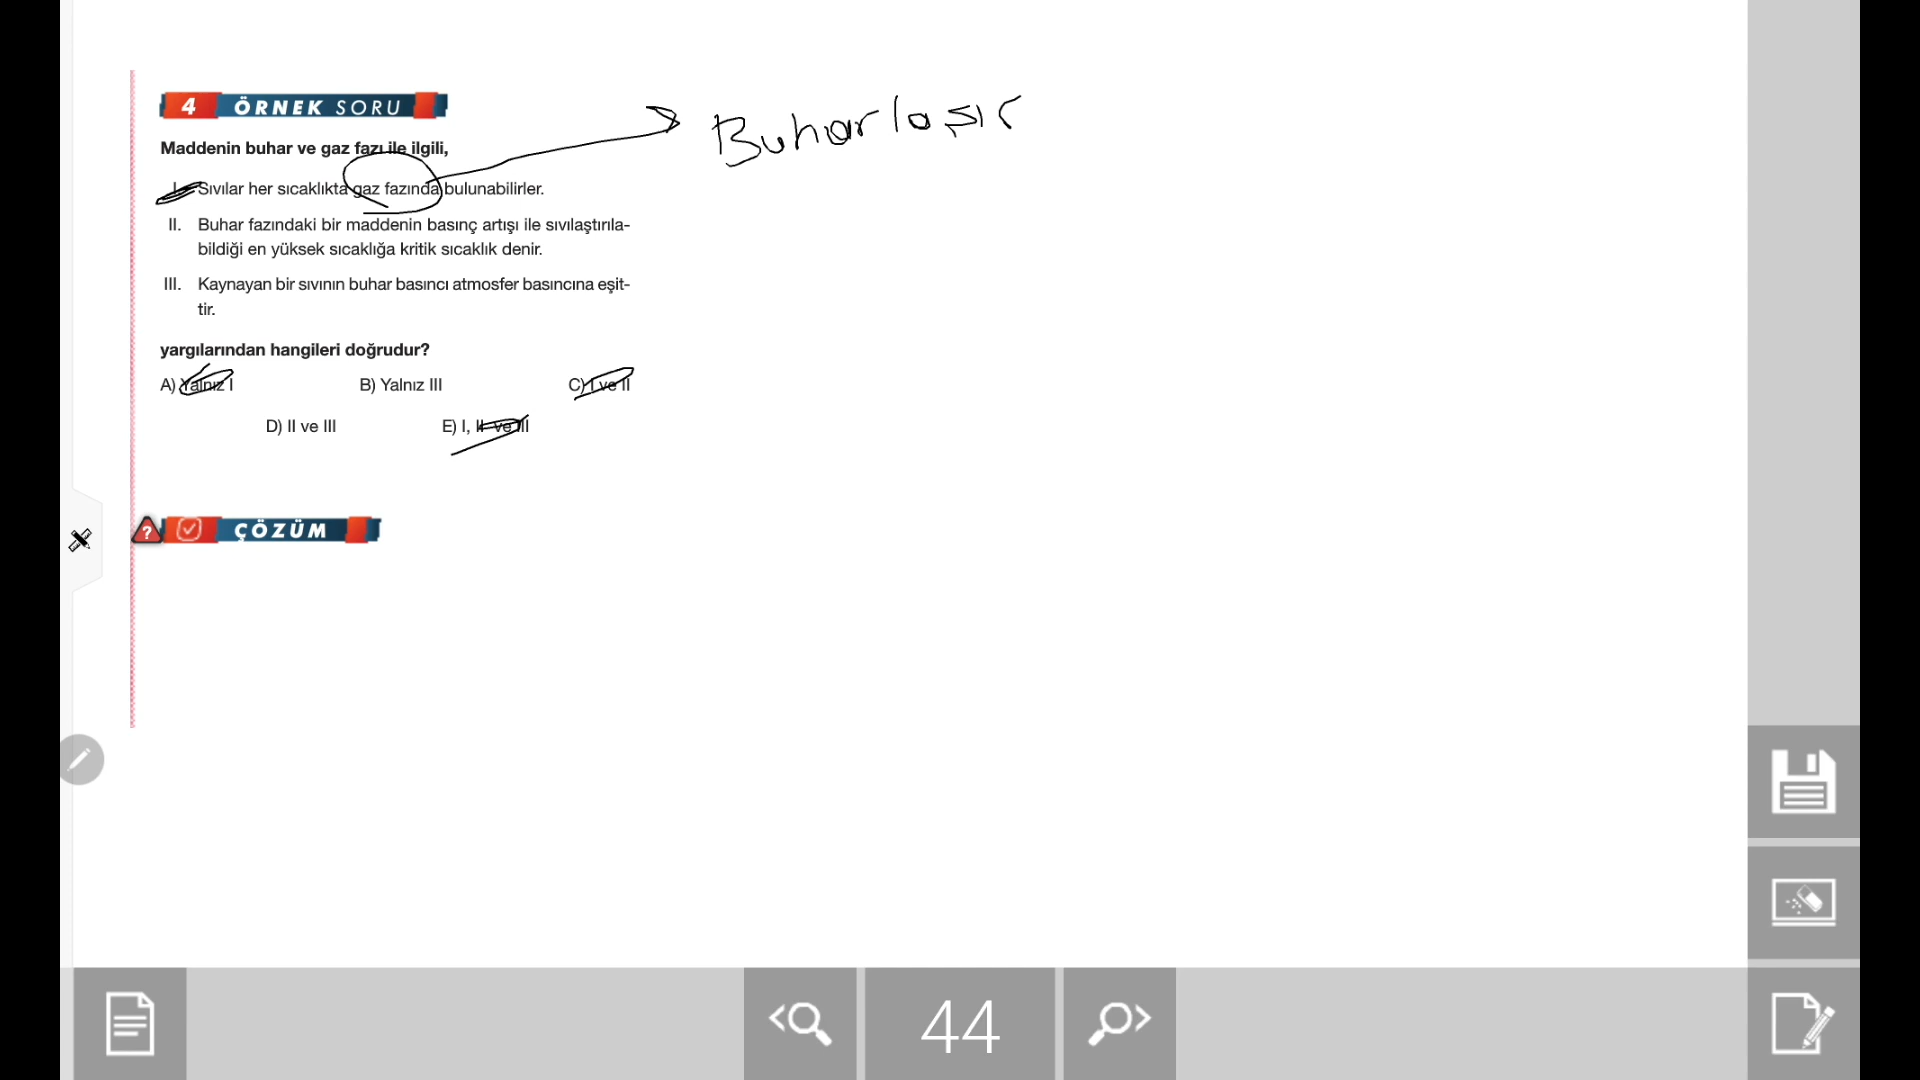 4 ÖRNEK SORU
Maddenin buhar ve gaz fazı ile ilgili,
I. Sıvılar her sıcaklıkta gaz fazında bulunabilirler.
Buharlaşır
II. Buhar fazındaki bir maddenin basınç artışı ile sıvılaştırıla-
bildiği en yüksek sıcaklığa kritik sıcaklık denir.
III. Kaynayan bir sıvının buhar basıncı atmosfer basıncına eşit-
tir.
yargılarından hangileri doğrudur?
A) Yalnız I B) Yalnız III C) I ve II
D) II ve III E) I, II ve III
? ÇÖZÜM
44